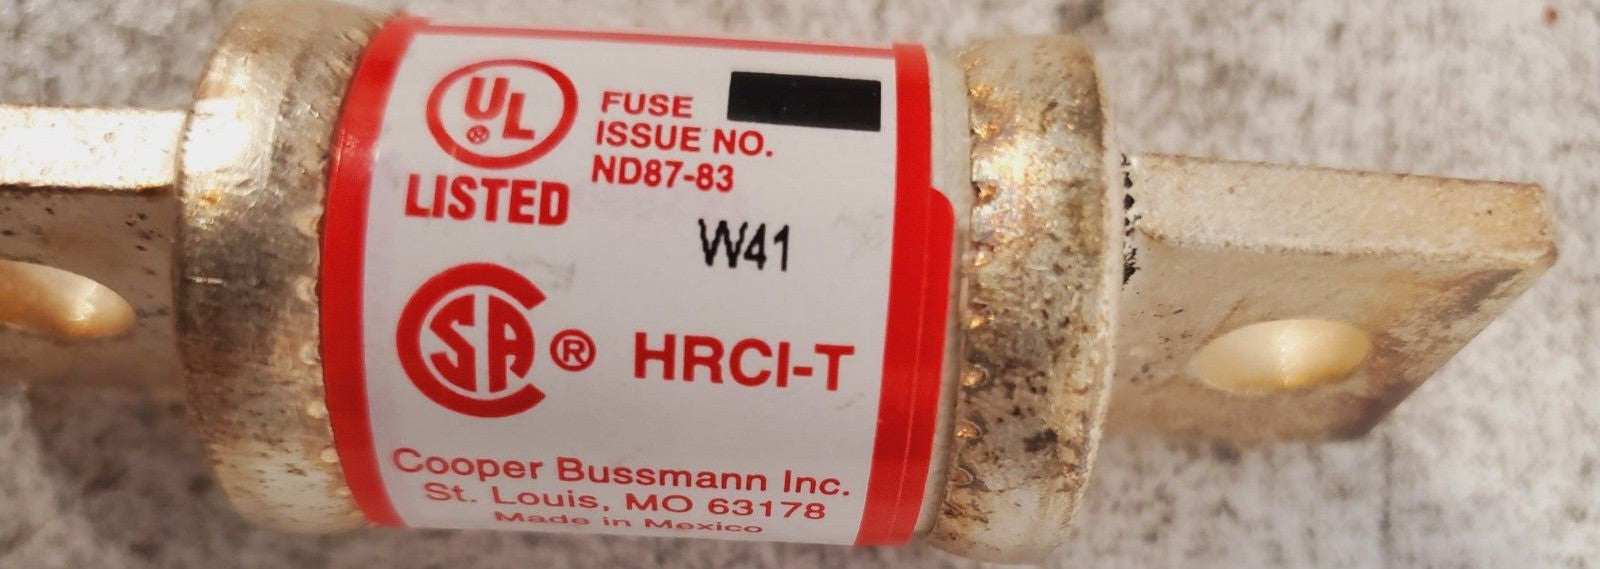 UL
®
LISTED
FUSE
ISSUE NO.
ND87-83
W41
CSA ® HRCI-T
Cooper Bussmann Inc.
St. Louis, MO 63178
Made in Mexico